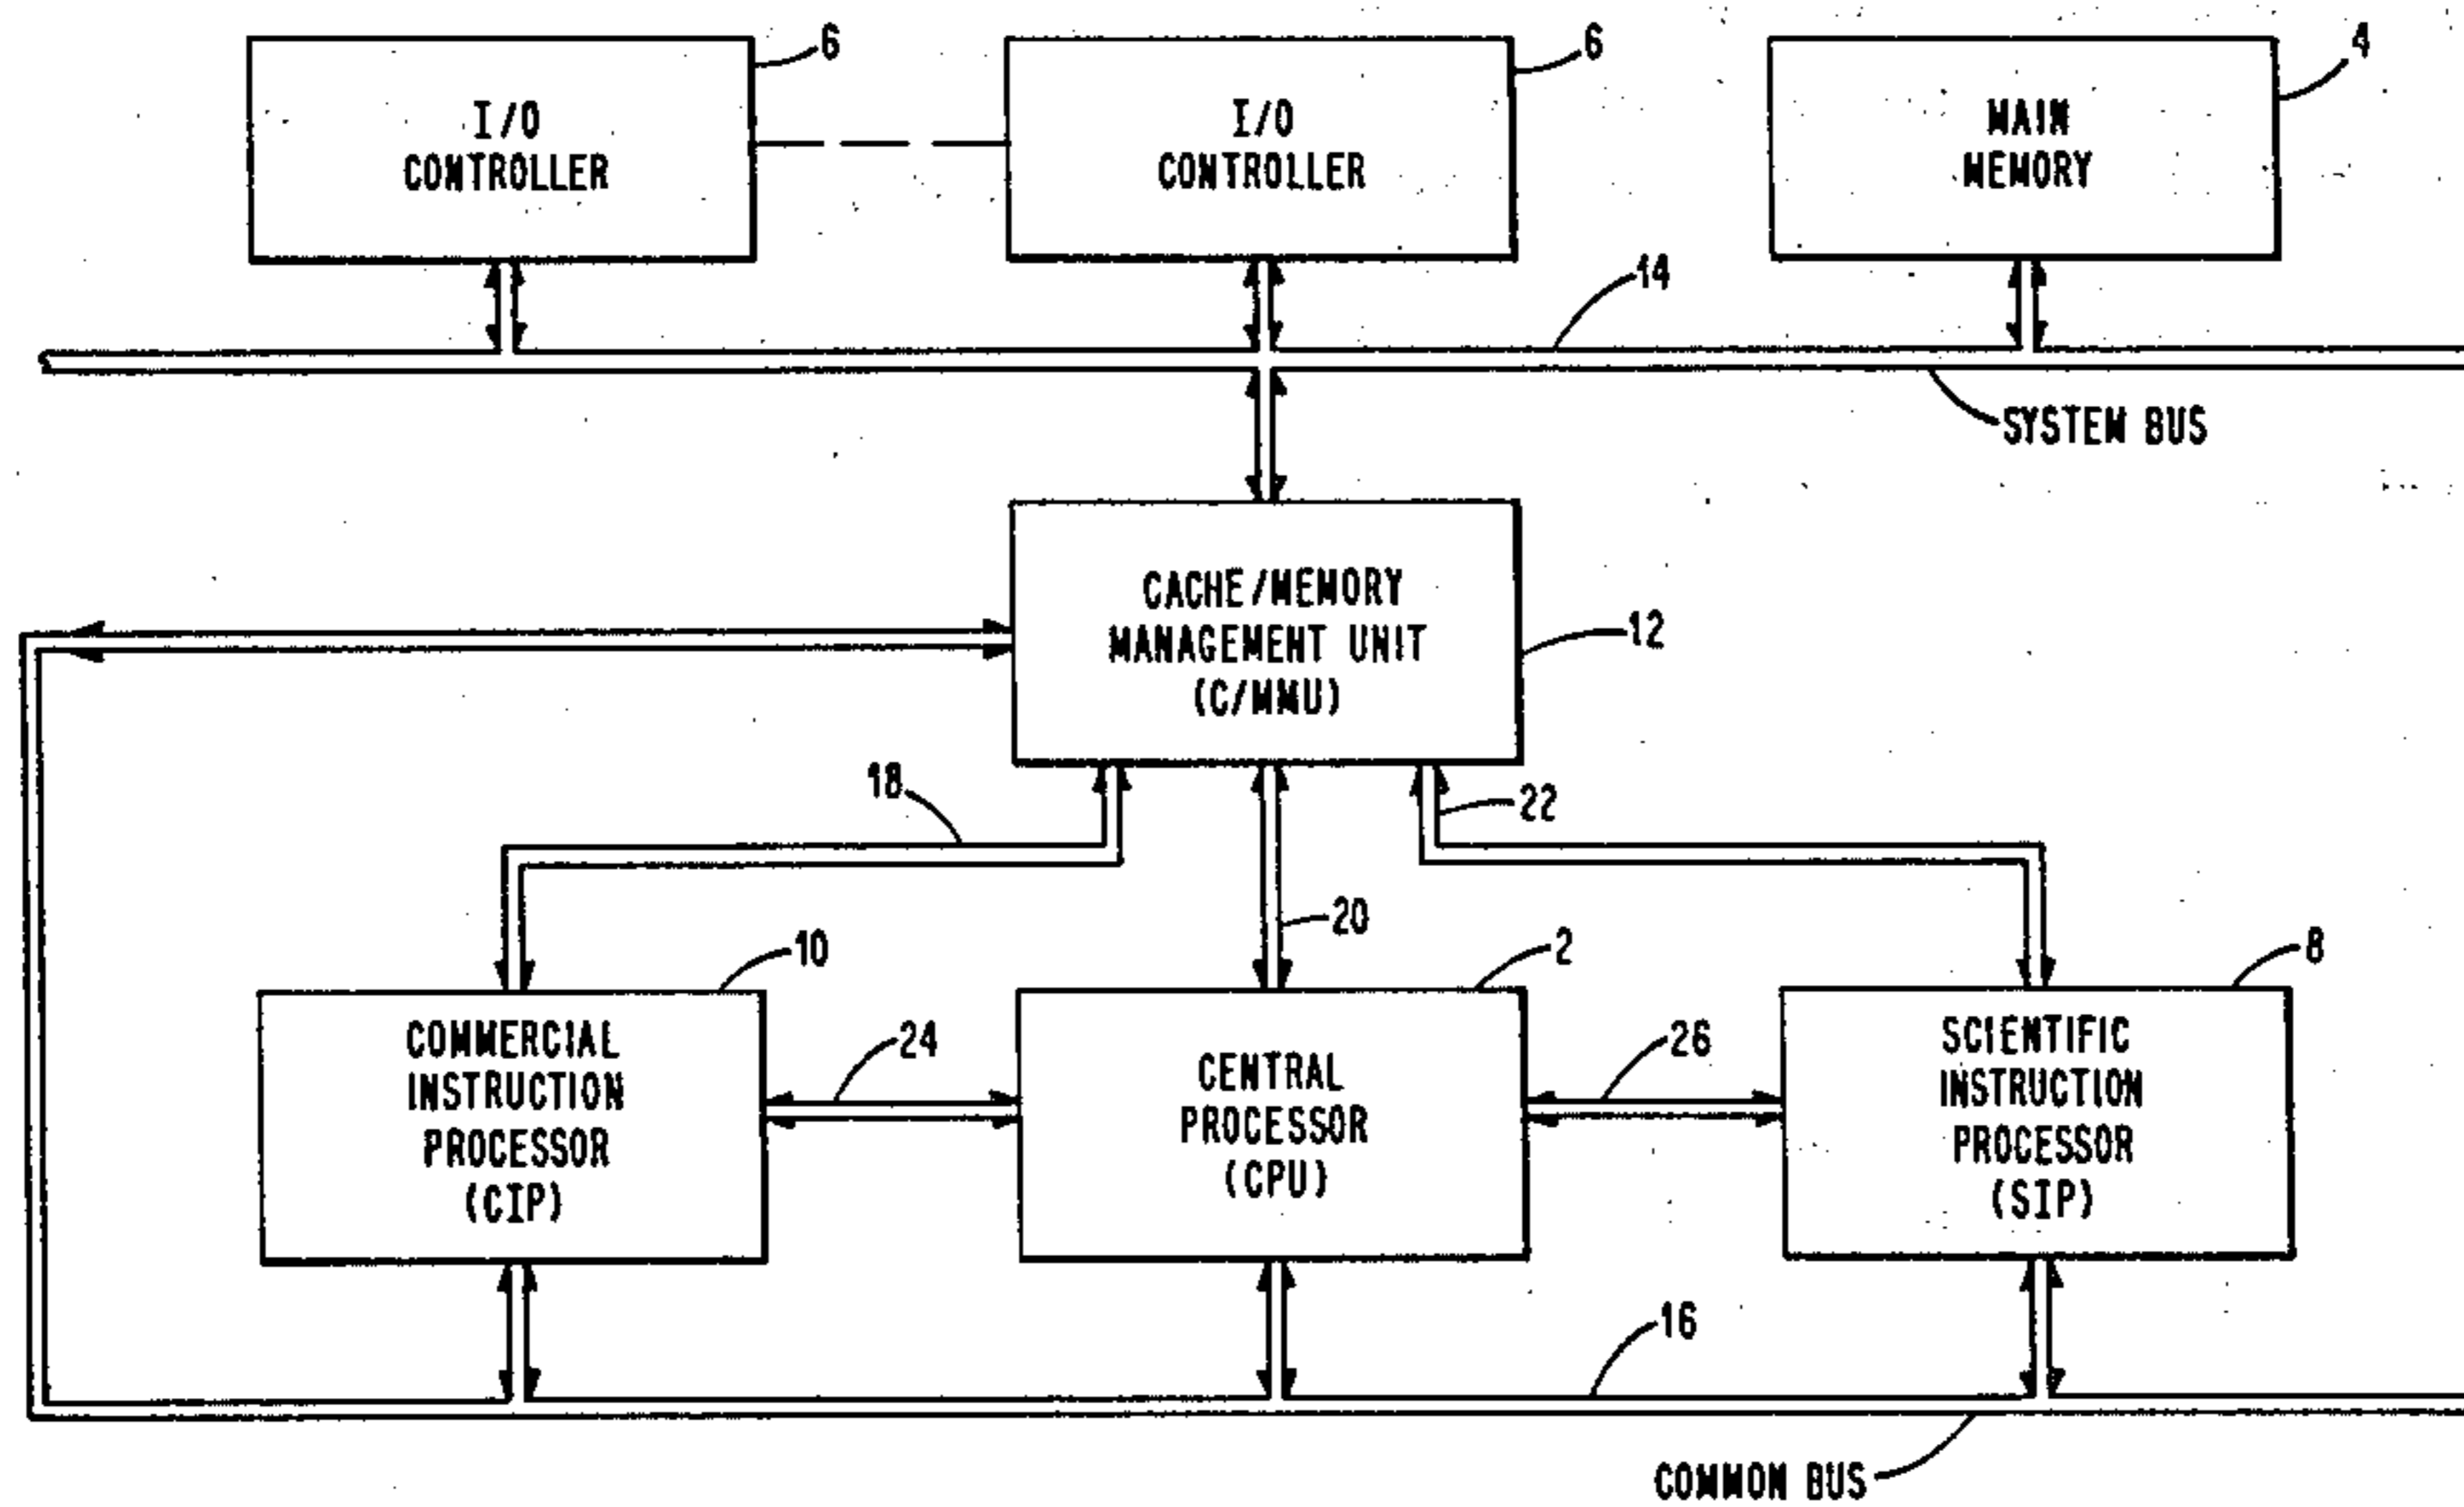 6
6
4
I/O
CONTROLLER
I/O
CONTROLLER
MAIN
MEMORY
14
SYSTEM BUS
CACHE/MEMORY
MANAGEMENT UNIT
(C/MMU)
12
18
22
20
10
2
8
COMMERCIAL
INSTRUCTION
PROCESSOR
(CIP)
24
CENTRAL
PROCESSOR
(CPU)
26
SCIENTIFIC
INSTRUCTION
PROCESSOR
(SIP)
16
COMMON BUS